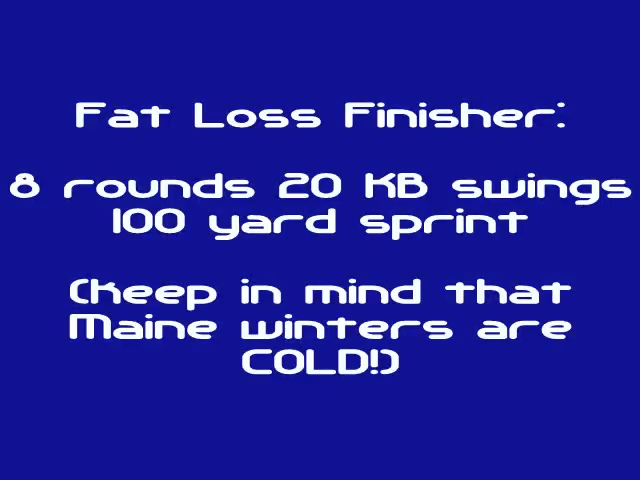 Fat Loss Finisher:
8 rounds 20 KB swings
100 yard sprint
(Keep in mind that
Maine winters are
COLD!)